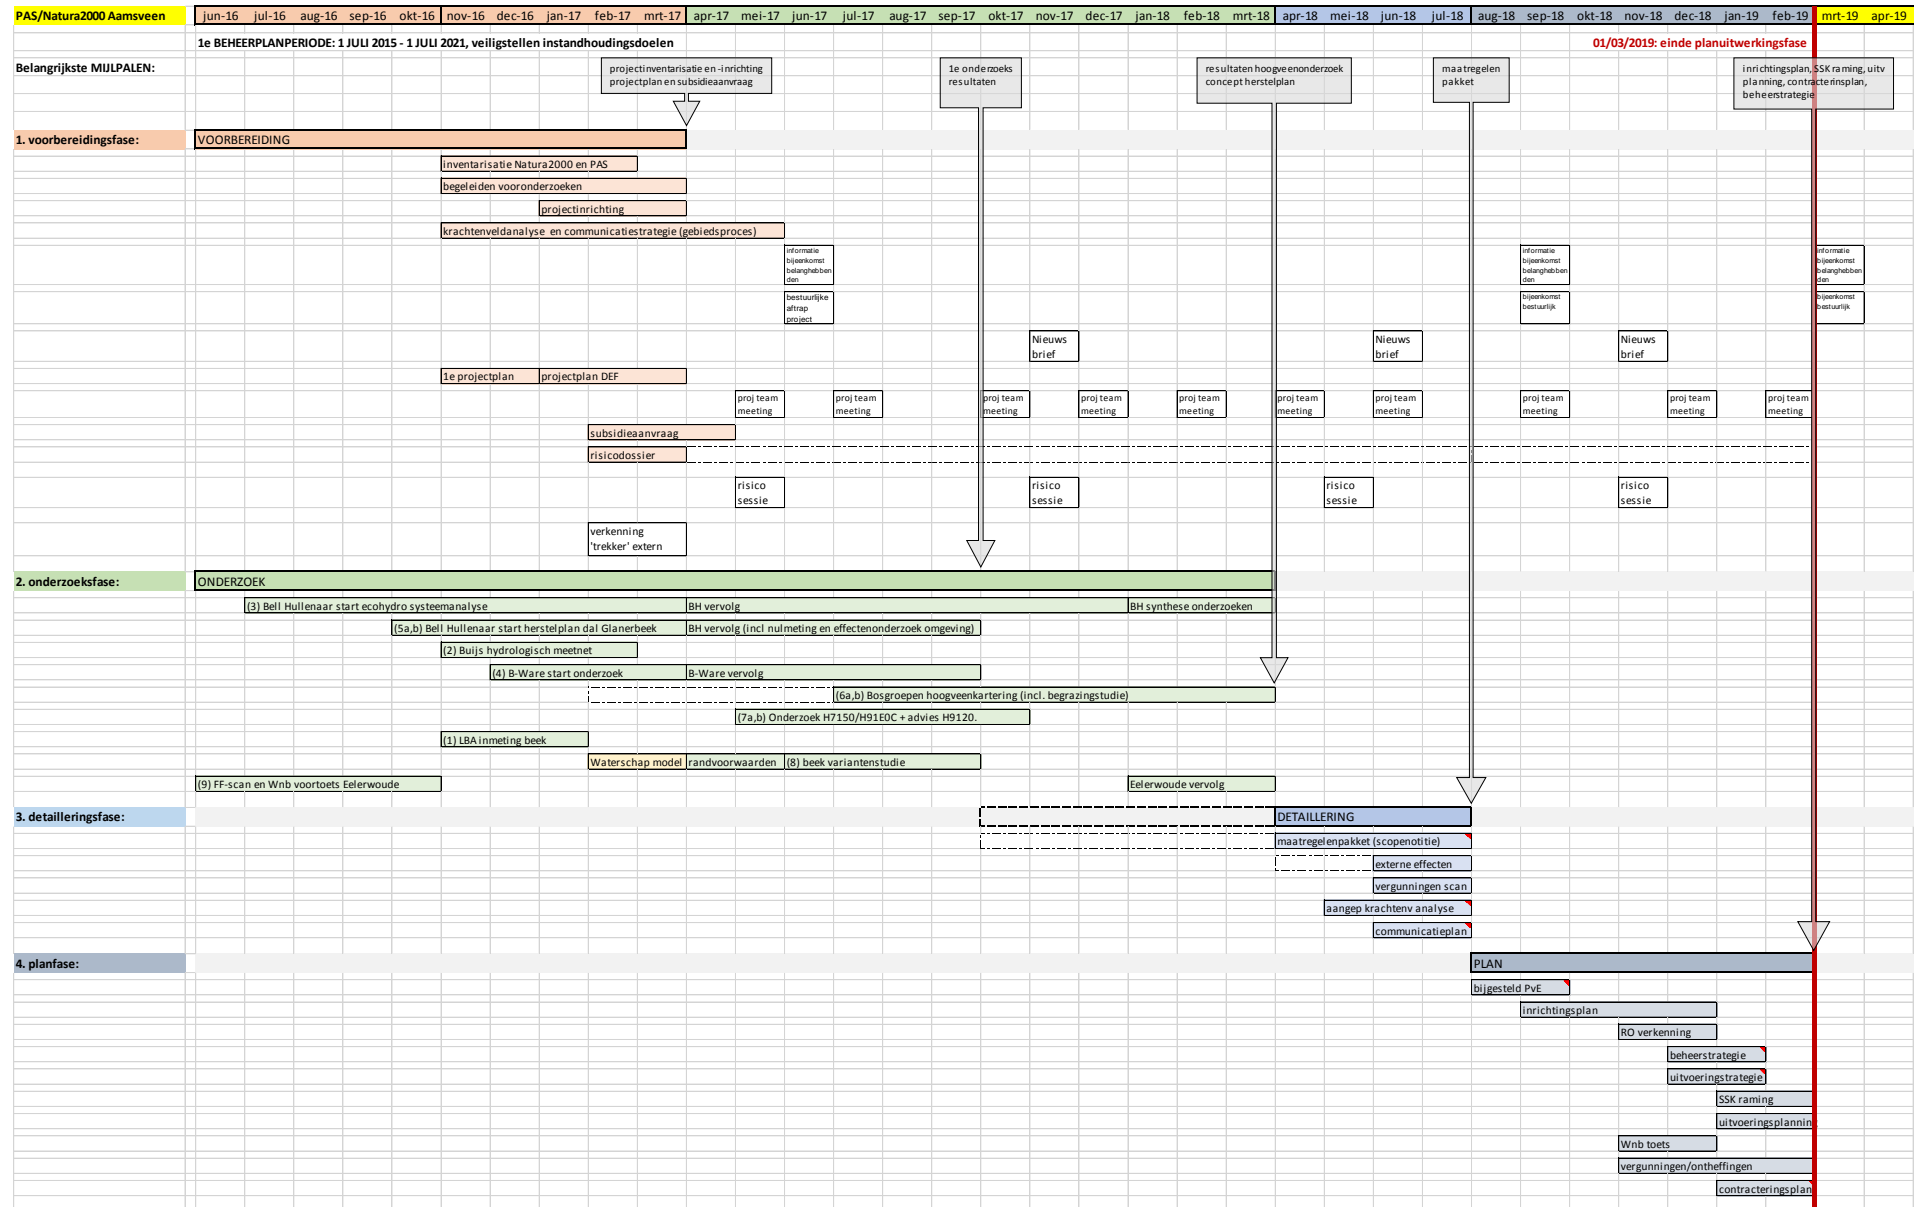 PAS/Natura2000 Aamsveen jun-16 jul-16 aug-16 sep-16 okt-16 nov-16 dec-16 jan-17 feb-17 mrt-17 apr-17 mei-17 jun-17 jul-17 aug-17 sep-17 okt-17 nov-17 dec-17 jan-18 feb-18 mrt-18 apr-18 mei-18 jun-18 jul-18 aug-18 sep-18 okt-18 nov-18 dec-18 jan-19 feb-19 mrt-19 apr-19
1e BEHEERPLANPERIODE: 1 JULI 2015 - 1 JULI 2021, veiligstellen instandhoudingsdoelen
01/03/2019: einde planuitwerkingsfase
Belangrijkste MIJLPALEN:
projectinventarisatie en -inrichting
projectplan en subsidieaanvraag
1e onderzoeks
resultaten
resultaten hoogveenonderzoek
concept herstelplan
maatregelen
pakket
inrichtingsplan, SSK raming, uitv
planning, contracterinsplan,
beheerstrategie
1. voorbereidingsfase:
VOORBEREIDING
inventarisatie Natura2000 en PAS
begeleiden vooronderzoeken
projectinrichting
krachtenveldanalyse en communicatiestrategie (gebiedsproces)
informatie
bijeenkomst
belanghebben
den
informatie
bijeenkomst
belanghebben
den
informatie
bijeenkomst
belanghebben
den
bestuurlijke
aftrap
project
bijeenkomst
bestuurlijk
bijeenkomst
bestuurlijk
Nieuws
brief
Nieuws
brief
Nieuws
brief
1e projectplan
projectplan DEF
proj team
meeting
proj team
meeting
proj team
meeting
proj team
meeting
proj team
meeting
proj team
meeting
proj team
meeting
proj team
meeting
proj team
meeting
proj team
meeting
subsidieaanvraag
risicodossier
risico
sessie
risico
sessie
risico
sessie
risico
sessie
verkenning
'trekker' extern
2. onderzoeksfase:
ONDERZOEK
(3) Bell Hullenaar start ecohydro systeemanalyse
BH vervolg
BH synthese onderzoeken
(5a,b) Bell Hullenaar start herstelplan dal Glanerbeek
BH vervolg (incl nulmeting en effectenonderzoek omgeving)
(2) Buijs hydrologisch meetnet
(4) B-Ware start onderzoek
B-Ware vervolg
(6a,b) Bosgroepen hoogveenkartering (incl. begrazingstudie)
(7a,b) Onderzoek H7150/H91E0C + advies H9120.
(1) LBA inmeting beek
Waterschap model
randvoorwaarden
(8) beek variantenstudie
(9) FF-scan en Wnb voortoets Eelerwoude
Eelerwoude vervolg
3. detailleringsfase:
DETAILLERING
maatregelenpakket (scopenotitie)
externe effecten
vergunningen scan
aangep krachtenv analyse
communicatieplan
4. planfase:
PLAN
bijgesteld PvE
inrichtingsplan
RO verkenning
beheerstrategie
uitvoeringstrategie
SSK raming
uitvoeringsplannin
Wnb toets
vergunningen/ontheffingen
contracteringsplan